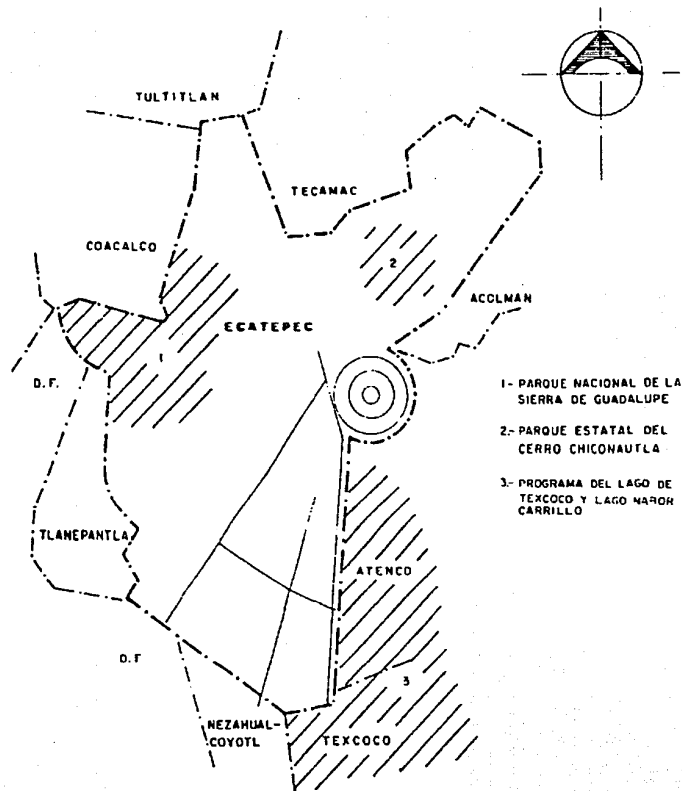 TULTITLAN
TECAMAC
COACALCO
2
ACOLMAN
ECATEPEC
1
D.F.
1- PARQUE NACIONAL DE LA
SIERRA DE GUADALUPE
2.- PARQUE ESTATAL DEL
CERRO CHICONAUTLA
3.- PROGRAMA DEL LAGO DE
TEXCOCO Y LAGO NABOR
CARRILLO
TLANEPANTLA
ATENCO
D.F
3
NEZAHUAL-
COYOTL
TEXCOCO